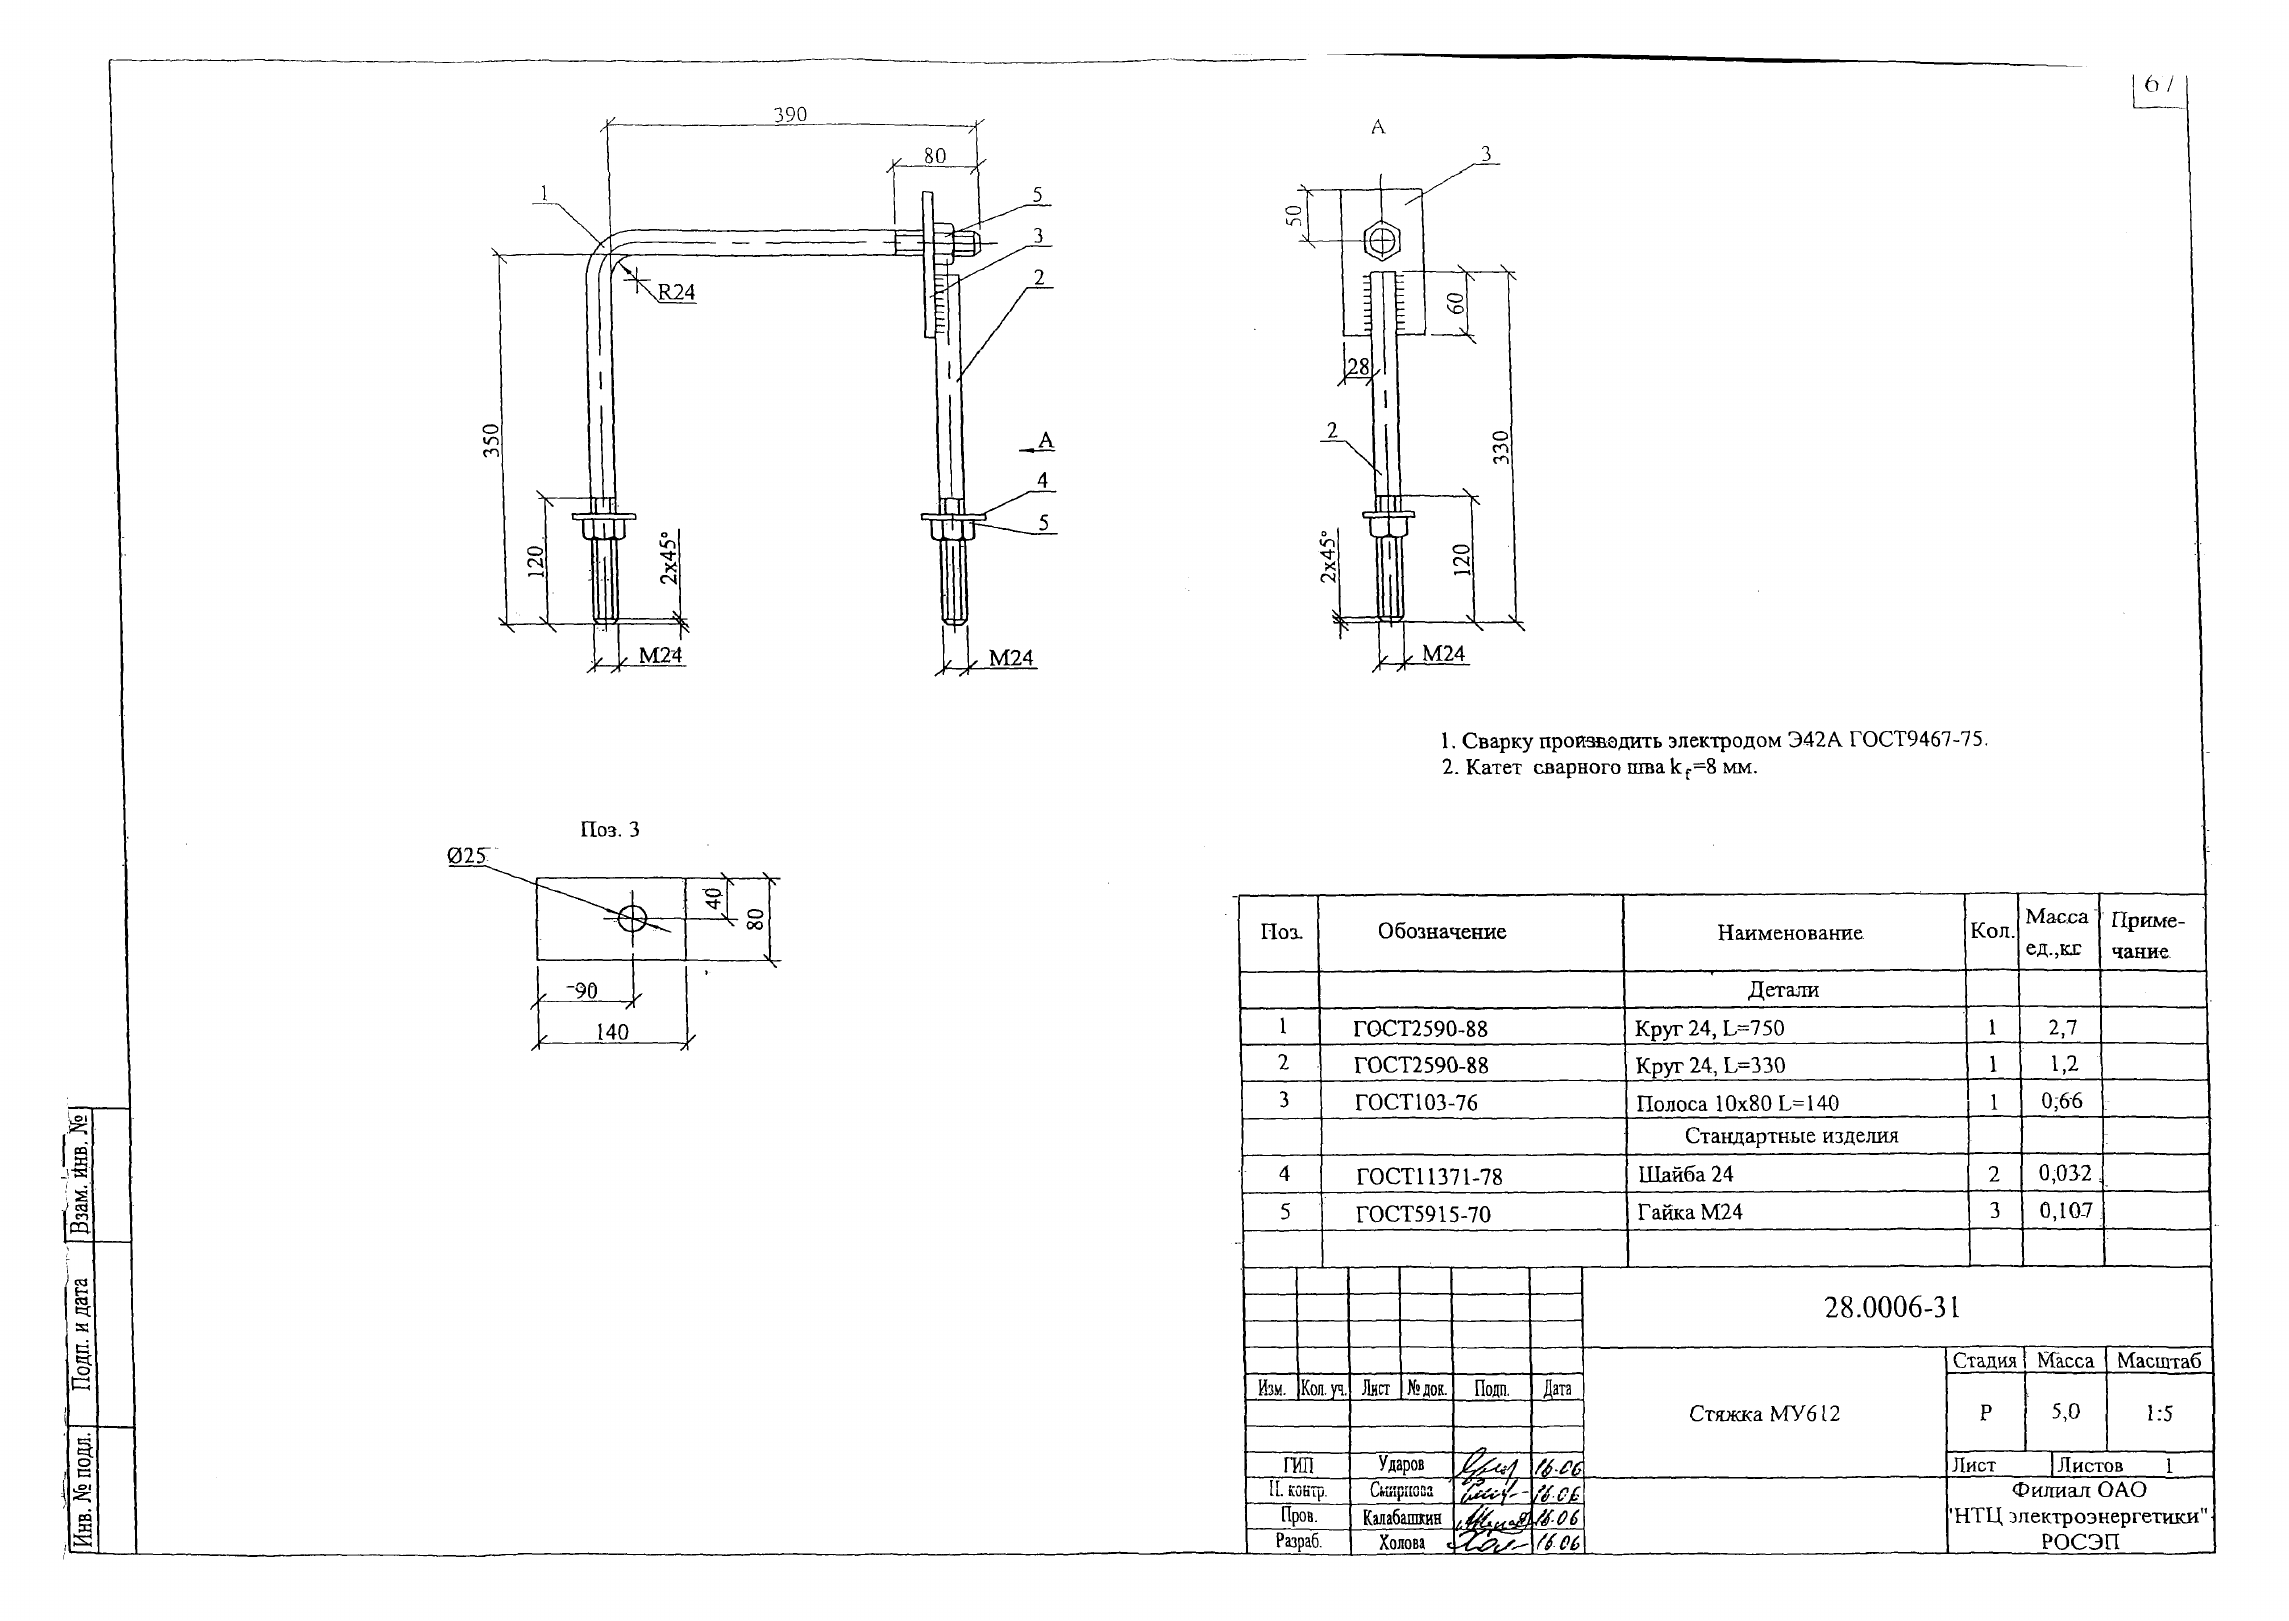 67
390
80
1
5
3
2
R24
350
120
2x45°
M24
M24
A
4
5
A
3
50
60
28
2
330
120
2x45°
M24
1. Сварку производить электродом Э42А ГОСТ9467-75.
2. Катет сварного шва kf=8 мм.
Поз. 3
Ø25
40
80
90
140
Поз. Обозначение Наименование Кол. Масса ед.,кг Приме-чание
Детали
1 ГОСТ2590-88 Круг 24, L=750 1 2,7
2 ГОСТ2590-88 Круг 24, L=330 1 1,2
3 ГОСТ103-76 Полоса 10x80 L=140 1 0,66
Стандартные изделия
4 ГОСТ11371-78 Шайба 24 2 0,032
5 ГОСТ5915-70 Гайка М24 3 0,107
28.0006-31
Стадия Масса Масштаб
Изм. Кол. уч. Лист № док. Подп. Дата
Стяжка МУ612
Р 5,0 1:5
ГИП Ударов 16.06
Лист Листов 1
Н. контр. Смирнова 16.06
Пров. Калабашкин 16.06
Разраб. Холова 16.06
Филиал ОАО
"НТЦ электроэнергетики"
РОСЭП
Взам. инв. №
Подп. и дата
Инв. № подл.